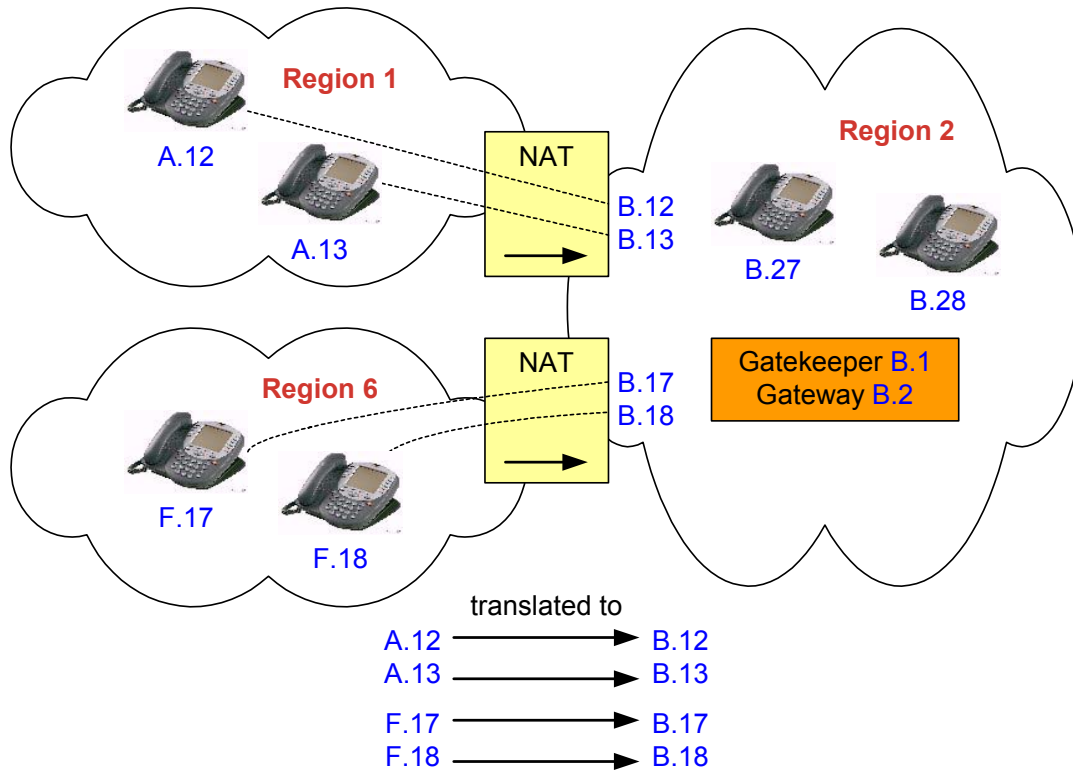 Region 1
A.12
A.13
NAT
B.12
B.13
Region 2
B.27
B.28
Region 6
F.17
F.18
NAT
B.17
B.18
Gatekeeper B.1
Gateway B.2
translated to
A.12 B.12
A.13 B.13
F.17 B.17
F.18 B.18